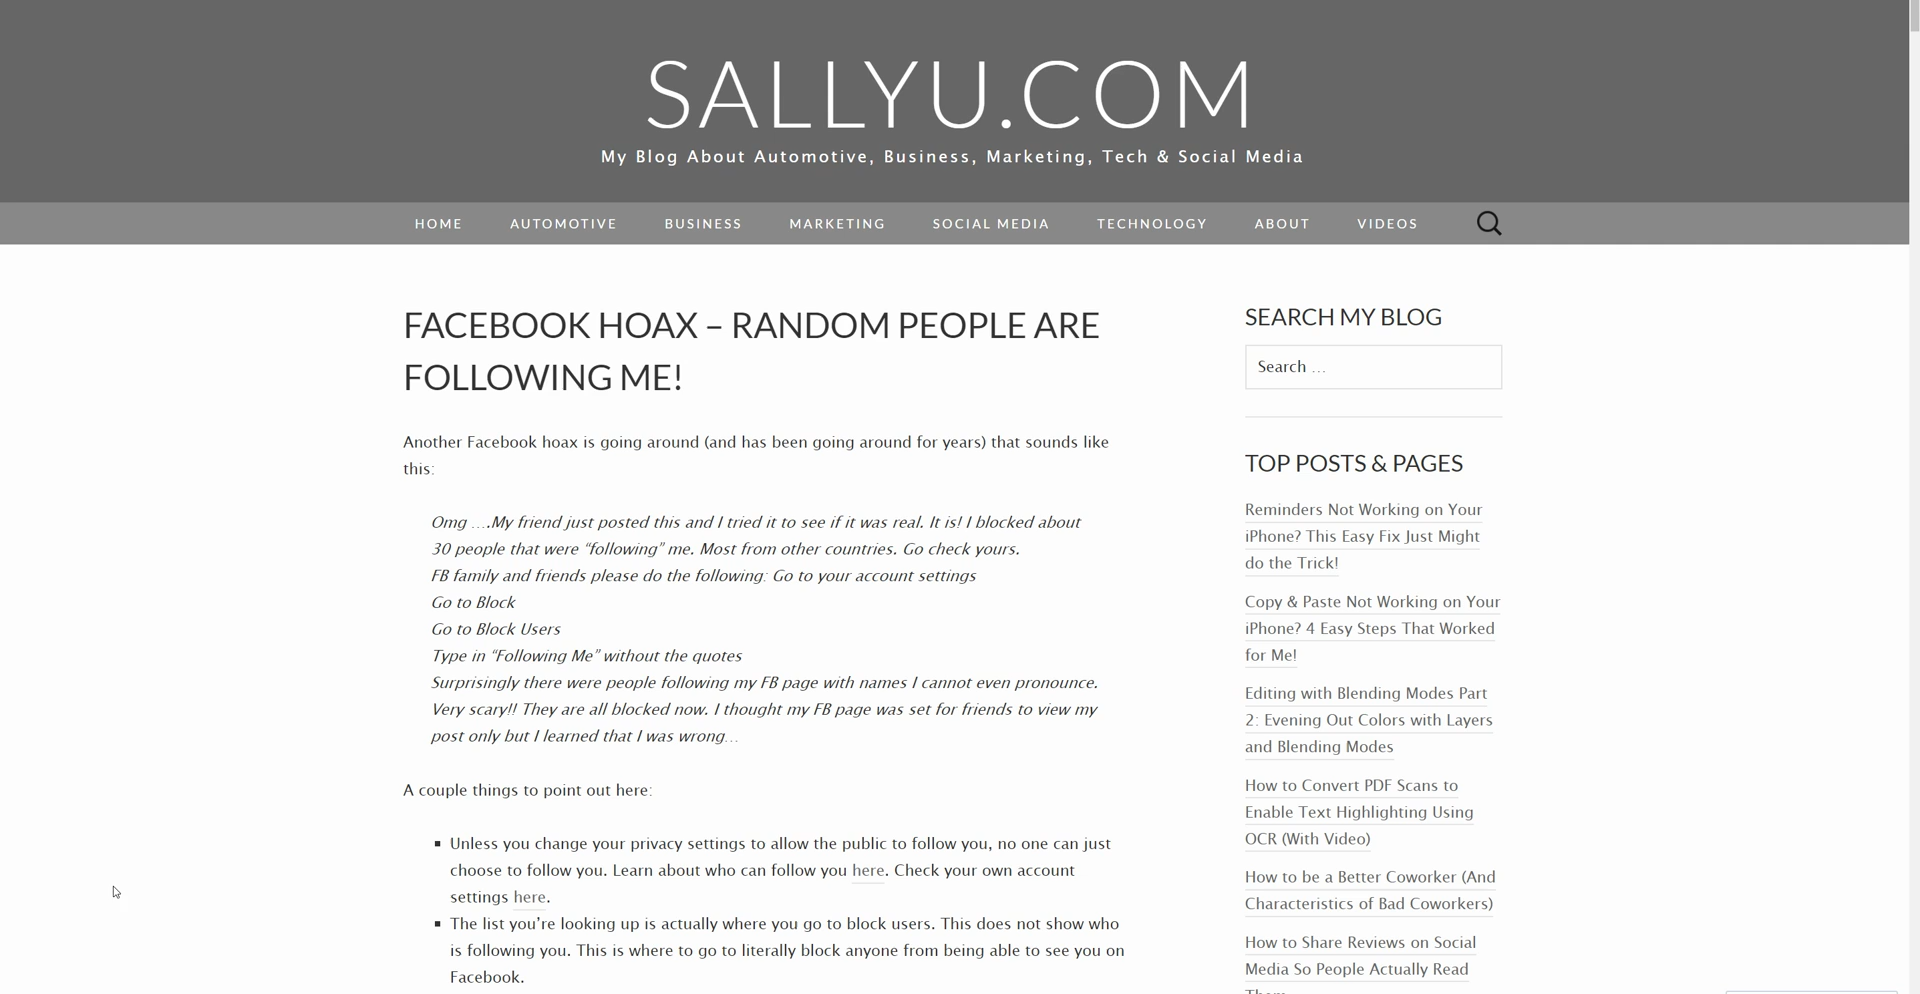 SALLYU.COM
My Blog About Automotive, Business, Marketing, Tech & Social Media
HOME AUTOMOTIVE BUSINESS MARKETING SOCIAL MEDIA TECHNOLOGY ABOUT VIDEOS
FACEBOOK HOAX – RANDOM PEOPLE ARE
FOLLOWING ME!
Another Facebook hoax is going around (and has been going around for years) that sounds like
this:
Omg ….My friend just posted this and I tried it to see if it was real. It is! I blocked about
30 people that were “following” me. Most from other countries. Go check yours.
FB family and friends please do the following: Go to your account settings
Go to Block
Go to Block Users
Type in “Following Me” without the quotes
Surprisingly there were people following my FB page with names I cannot even pronounce.
Very scary!! They are all blocked now. I thought my FB page was set for friends to view my
post only but I learned that I was wrong…
A couple things to point out here:
Unless you change your privacy settings to allow the public to follow you, no one can just
choose to follow you. Learn about who can follow you here. Check your own account
settings here.
The list you’re looking up is actually where you go to block users. This does not show who
is following you. This is where to go to literally block anyone from being able to see you on
Facebook.
SEARCH MY BLOG
Search …
TOP POSTS & PAGES
Reminders Not Working on Your
iPhone? This Easy Fix Just Might
do the Trick!
Copy & Paste Not Working on Your
iPhone? 4 Easy Steps That Worked
for Me!
Editing with Blending Modes Part
2: Evening Out Colors with Layers
and Blending Modes
How to Convert PDF Scans to
Enable Text Highlighting Using
OCR (With Video)
How to be a Better Coworker (And
Characteristics of Bad Coworkers)
How to Share Reviews on Social
Media So People Actually Read